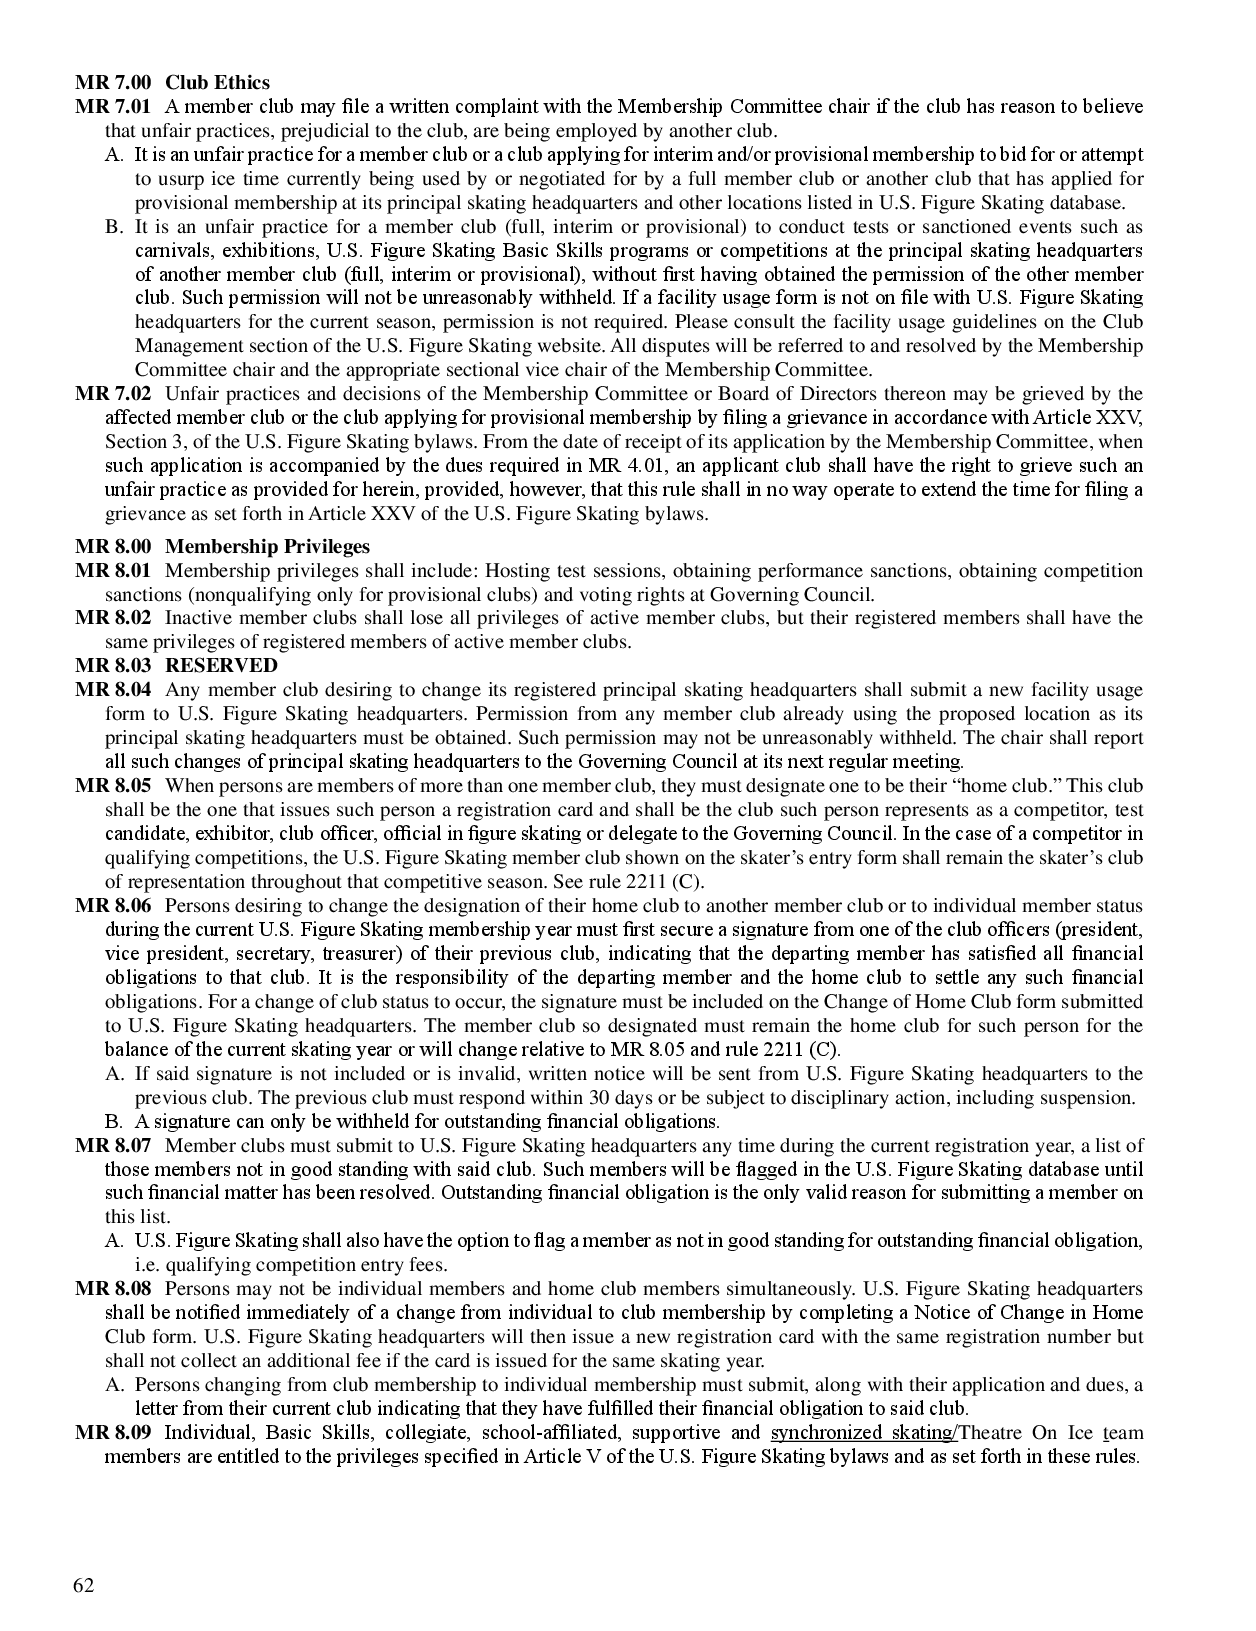 MR 7.00 Club Ethics
MR 7.01 A member club may file a written complaint with the Membership Committee chair if the club has reason to believe
that unfair practices, prejudicial to the club, are being employed by another club.
A. It is an unfair practice for a member club or a club applying for interim and/or provisional membership to bid for or attempt
to usurp ice time currently being used by or negotiated for by a full member club or another club that has applied for
provisional membership at its principal skating headquarters and other locations listed in U.S. Figure Skating database.
B. It is an unfair practice for a member club (full, interim or provisional) to conduct tests or sanctioned events such as
carnivals, exhibitions, U.S. Figure Skating Basic Skills programs or competitions at the principal skating headquarters
of another member club (full, interim or provisional), without first having obtained the permission of the other member
club. Such permission will not be unreasonably withheld. If a facility usage form is not on file with U.S. Figure Skating
headquarters for the current season, permission is not required. Please consult the facility usage guidelines on the Club
Management section of the U.S. Figure Skating website. All disputes will be referred to and resolved by the Membership
Committee chair and the appropriate sectional vice chair of the Membership Committee.
MR 7.02 Unfair practices and decisions of the Membership Committee or Board of Directors thereon may be grieved by the
affected member club or the club applying for provisional membership by filing a grievance in accordance with Article XXV,
Section 3, of the U.S. Figure Skating bylaws. From the date of receipt of its application by the Membership Committee, when
such application is accompanied by the dues required in MR 4.01, an applicant club shall have the right to grieve such an
unfair practice as provided for herein, provided, however, that this rule shall in no way operate to extend the time for filing a
grievance as set forth in Article XXV of the U.S. Figure Skating bylaws.
MR 8.00 Membership Privileges
MR 8.01 Membership privileges shall include: Hosting test sessions, obtaining performance sanctions, obtaining competition
sanctions (nonqualifying only for provisional clubs) and voting rights at Governing Council.
MR 8.02 Inactive member clubs shall lose all privileges of active member clubs, but their registered members shall have the
same privileges of registered members of active member clubs.
MR 8.03 RESERVED
MR 8.04 Any member club desiring to change its registered principal skating headquarters shall submit a new facility usage
form to U.S. Figure Skating headquarters. Permission from any member club already using the proposed location as its
principal skating headquarters must be obtained. Such permission may not be unreasonably withheld. The chair shall report
all such changes of principal skating headquarters to the Governing Council at its next regular meeting.
MR 8.05 When persons are members of more than one member club, they must designate one to be their “home club.” This club
shall be the one that issues such person a registration card and shall be the club such person represents as a competitor, test
candidate, exhibitor, club officer, official in figure skating or delegate to the Governing Council. In the case of a competitor in
qualifying competitions, the U.S. Figure Skating member club shown on the skater’s entry form shall remain the skater’s club
of representation throughout that competitive season. See rule 2211 (C).
MR 8.06 Persons desiring to change the designation of their home club to another member club or to individual member status
during the current U.S. Figure Skating membership year must first secure a signature from one of the club officers (president,
vice president, secretary, treasurer) of their previous club, indicating that the departing member has satisfied all financial
obligations to that club. It is the responsibility of the departing member and the home club to settle any such financial
obligations. For a change of club status to occur, the signature must be included on the Change of Home Club form submitted
to U.S. Figure Skating headquarters. The member club so designated must remain the home club for such person for the
balance of the current skating year or will change relative to MR 8.05 and rule 2211 (C).
A. If said signature is not included or is invalid, written notice will be sent from U.S. Figure Skating headquarters to the
previous club. The previous club must respond within 30 days or be subject to disciplinary action, including suspension.
B. A signature can only be withheld for outstanding financial obligations.
MR 8.07 Member clubs must submit to U.S. Figure Skating headquarters any time during the current registration year, a list of
those members not in good standing with said club. Such members will be flagged in the U.S. Figure Skating database until
such financial matter has been resolved. Outstanding financial obligation is the only valid reason for submitting a member on
this list.
A. U.S. Figure Skating shall also have the option to flag a member as not in good standing for outstanding financial obligation,
i.e. qualifying competition entry fees.
MR 8.08 Persons may not be individual members and home club members simultaneously. U.S. Figure Skating headquarters
shall be notified immediately of a change from individual to club membership by completing a Notice of Change in Home
Club form. U.S. Figure Skating headquarters will then issue a new registration card with the same registration number but
shall not collect an additional fee if the card is issued for the same skating year.
A. Persons changing from club membership to individual membership must submit, along with their application and dues, a
letter from their current club indicating that they have fulfilled their financial obligation to said club.
MR 8.09 Individual, Basic Skills, collegiate, school-affiliated, supportive and synchronized skating/Theatre On Ice team
members are entitled to the privileges specified in Article V of the U.S. Figure Skating bylaws and as set forth in these rules.
62